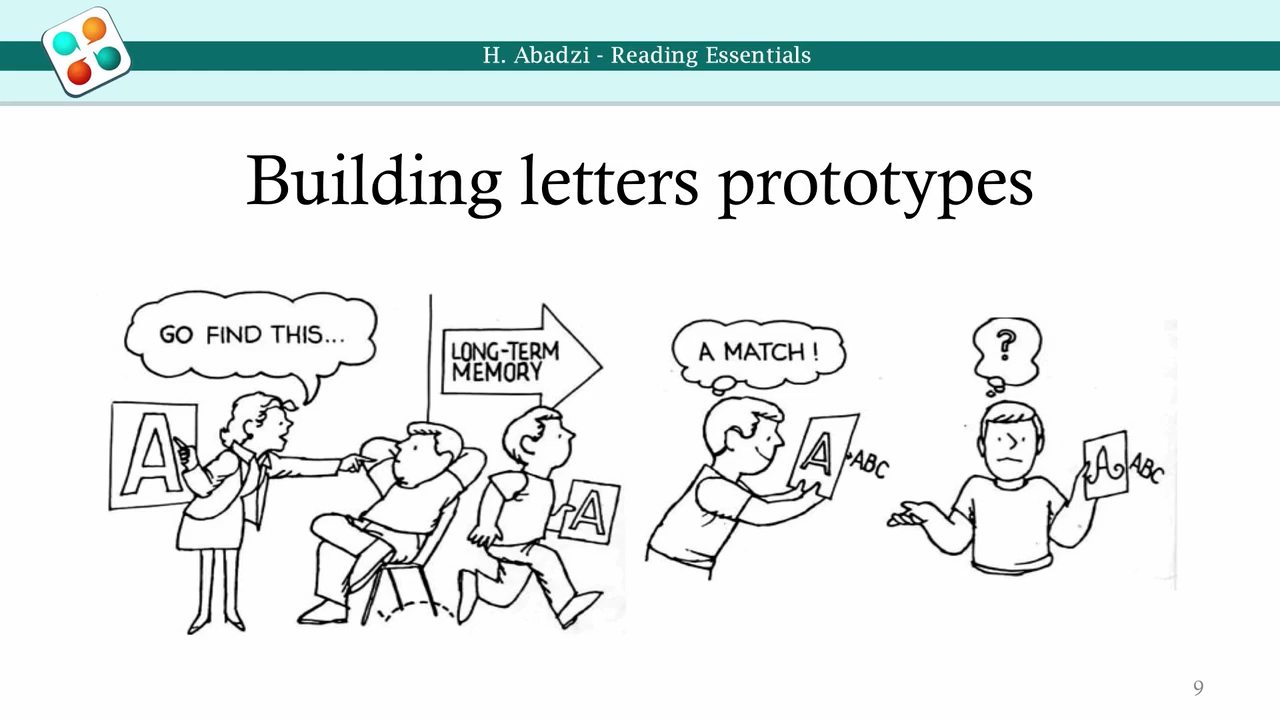 H. Abadzi - Reading Essentials
Building letters prototypes
GO FIND THIS...
A
LONG-TERM
MEMORY
A
A MATCH!
A
ABC
?
A
ABC
9